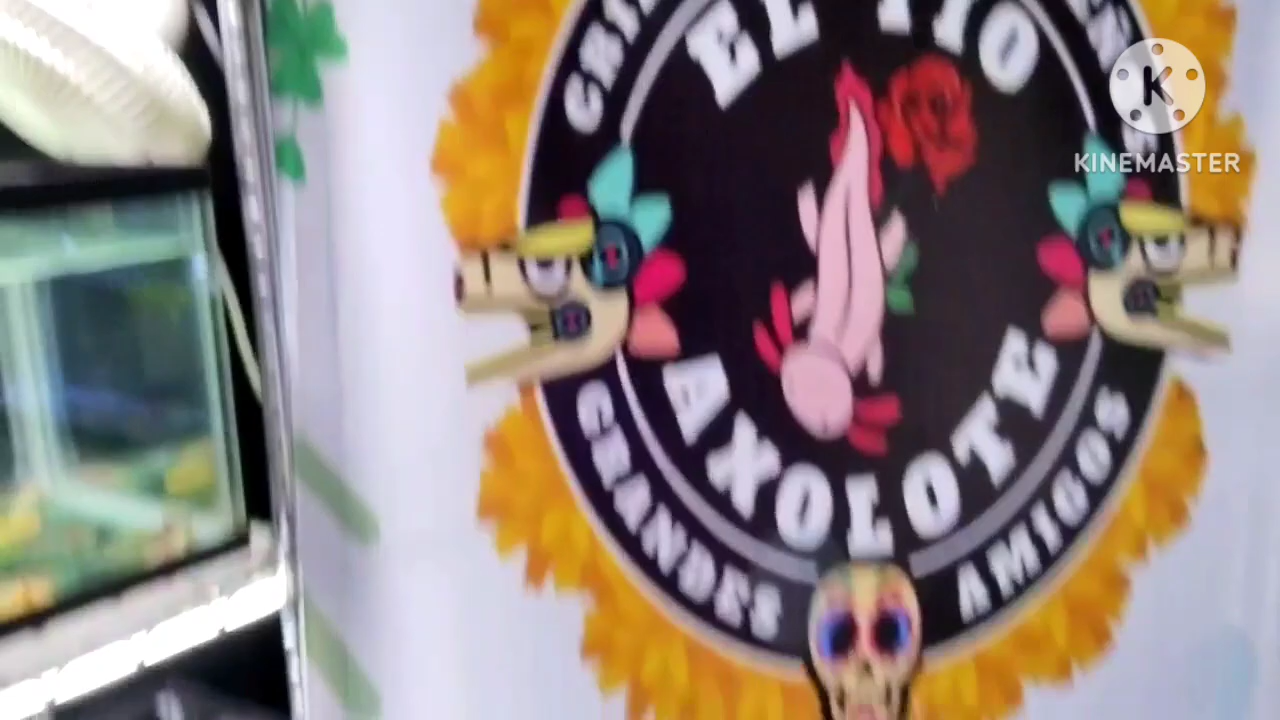 EL TIO
K
KINEMASTER
AXOLOTE
GRANDES
AMIGOS